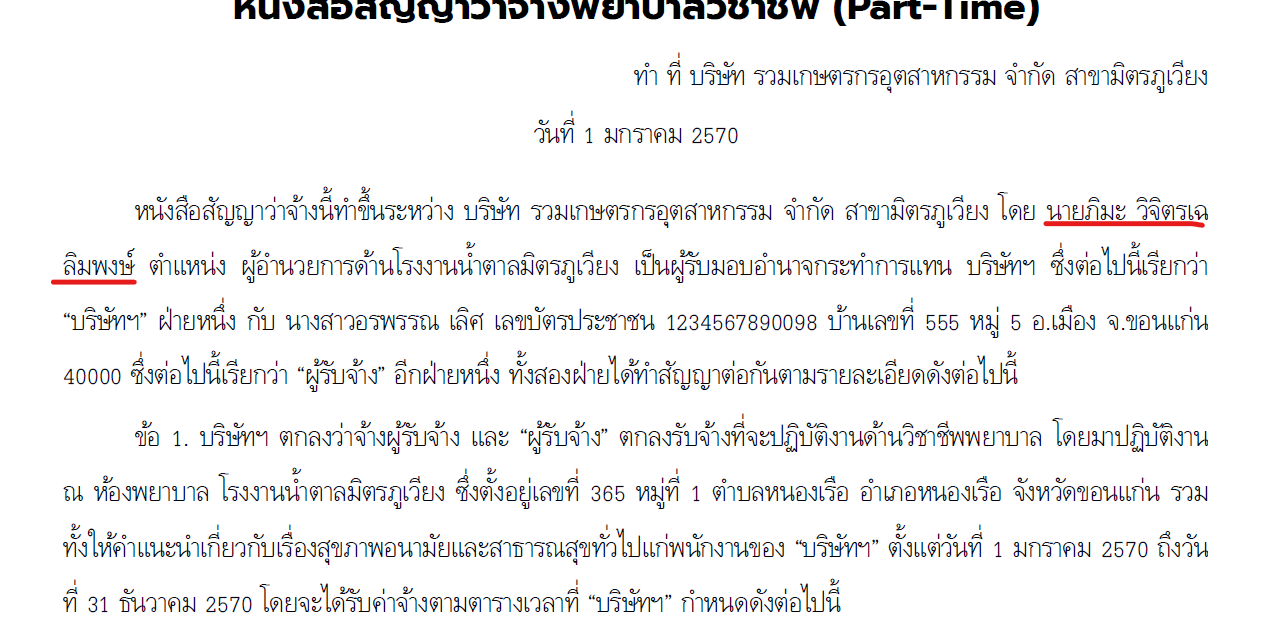 หนังสือสัญญาว่าจ้างพยาบาลวิชาชีพ (Part-Time)
ทำ ที่ บริษัท รวมเกษตรกรอุตสาหกรรม จำกัด สาขามิตรภูเวียง
วันที่ 1 มกราคม 2570
หนังสือสัญญาว่าจ้างนี้ทำขึ้นระหว่าง บริษัท รวมเกษตรกรอุตสาหกรรม จำกัด สาขามิตรภูเวียง โดย นายภิมะ วิจิตรเฉ
ลิมพงษ์ ตำแหน่ง ผู้อำนวยการด้านโรงงานน้ำตาลมิตรภูเวียง เป็นผู้รับมอบอำนาจกระทำการแทน บริษัทฯ ซึ่งต่อไปนี้เรียกว่า
“บริษัทฯ” ฝ่ายหนึ่ง กับ นางสาวอรพรรณ เลิศ เลขบัตรประชาชน 1234567890098 บ้านเลขที่ 555 หมู่ 5 อ.เมือง จ.ขอนแก่น
40000 ซึ่งต่อไปนี้เรียกว่า “ผู้รับจ้าง” อีกฝ่ายหนึ่ง ทั้งสองฝ่ายได้ทำสัญญาต่อกันตามรายละเอียดดังต่อไปนี้
ข้อ 1. บริษัทฯ ตกลงว่าจ้างผู้รับจ้าง และ “ผู้รับจ้าง” ตกลงรับจ้างที่จะปฏิบัติงานด้านวิชาชีพพยาบาล โดยมาปฏิบัติงาน
ณ ห้องพยาบาล โรงงานน้ำตาลมิตรภูเวียง ซึ่งตั้งอยู่เลขที่ 365 หมู่ที่ 1 ตำบลหนองเรือ อำเภอหนองเรือ จังหวัดขอนแก่น รวม
ทั้งให้คำแนะนำเกี่ยวกับเรื่องสุขภาพอนามัยและสาธารณสุขทั่วไปแก่พนักงานของ “บริษัทฯ” ตั้งแต่วันที่ 1 มกราคม 2570 ถึงวัน
ที่ 31 ธันวาคม 2570 โดยจะได้รับค่าจ้างตามตารางเวลาที่ “บริษัทฯ” กำหนดดังต่อไปนี้